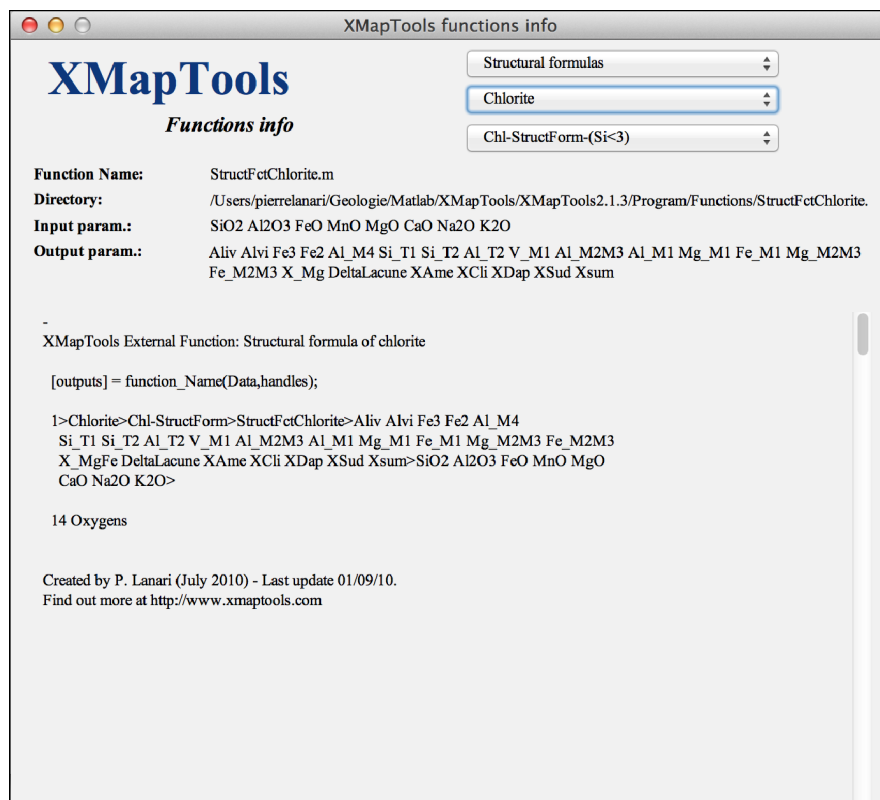 XMapTools functions info
XMapTools
Functions info
Structural formulas
Chlorite
Chl-StructForm-(Si<3)
Function Name: StructFctChlorite.m
Directory: /Users/pierrelanari/Geologie/Matlab/XMapTools/XMapTools2.1.3/Program/Functions/StructFctChlorite.
Input param.: SiO2 Al2O3 FeO MnO MgO CaO Na2O K2O
Output param.: Aliv Alvi Fe3 Fe2 Al_M4 Si_T1 Si_T2 Al_T2 V_M1 Al_M2M3 Al_M1 Mg_M1 Fe_M1 Mg_M2M3
Fe_M2M3 X_Mg DeltaLacune XAme XCli XDap XSud Xsum
-
XMapTools External Function: Structural formula of chlorite
[outputs] = function_Name(Data,handles);
1>Chlorite>Chl-StructForm>StructFctChlorite>Aliv Alvi Fe3 Fe2 Al_M4
Si_T1 Si_T2 Al_T2 V_M1 Al_M2M3 Al_M1 Mg_M1 Fe_M1 Mg_M2M3 Fe_M2M3
X_MgFe DeltaLacune XAme XCli XDap XSud Xsum>SiO2 Al2O3 FeO MnO MgO
CaO Na2O K2O>
14 Oxygens
Created by P. Lanari (July 2010) - Last update 01/09/10.
Find out more at http://www.xmaptools.com